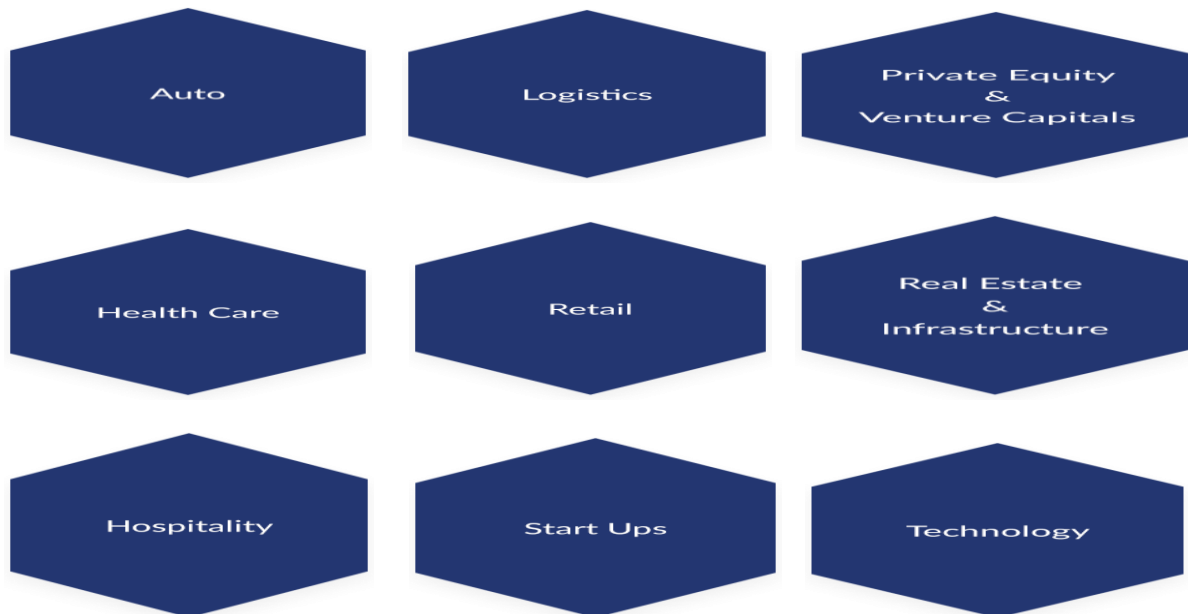 Auto
Logistics
Private Equity
&
Venture Capitals
Health Care
Retail
Real Estate
&
Infrastructure
Hospitality
Start Ups
Technology